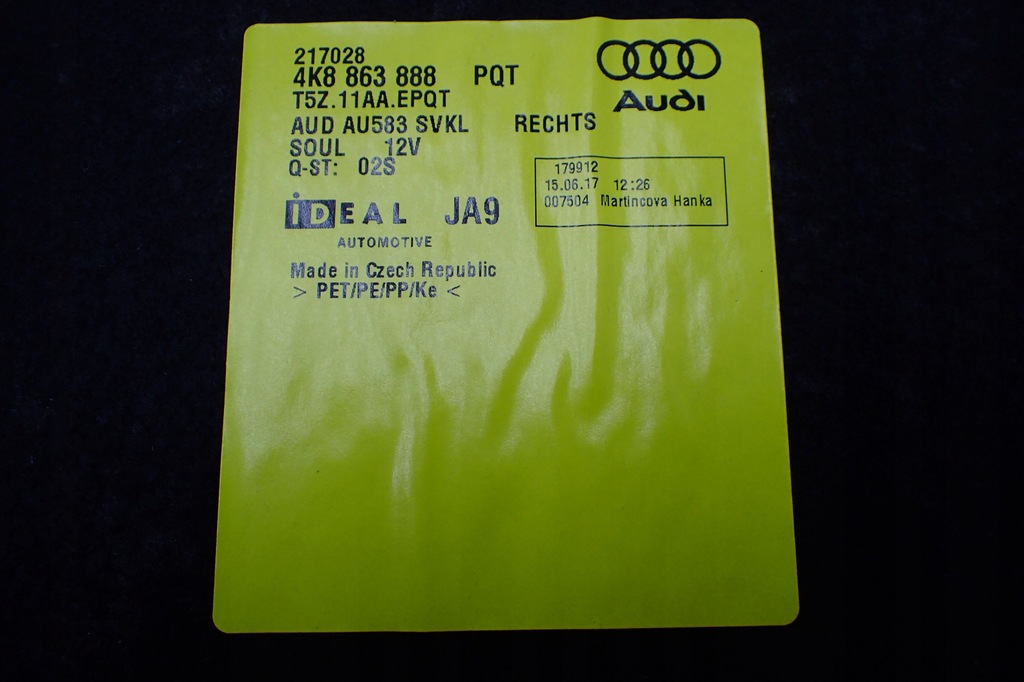 217028
4K8 863 888 PQT
T5Z.11AA.EPQT
AUD AU583 SVKL RECHTS
SOUL 12V
Q-ST: 02S
iDEAL JA9
AUTOMOTIVE
Made in Czech Republic
> PET/PE/PP/Ke <
Audi
179912
15.06.17 12:26
007504 Martincova Hanka